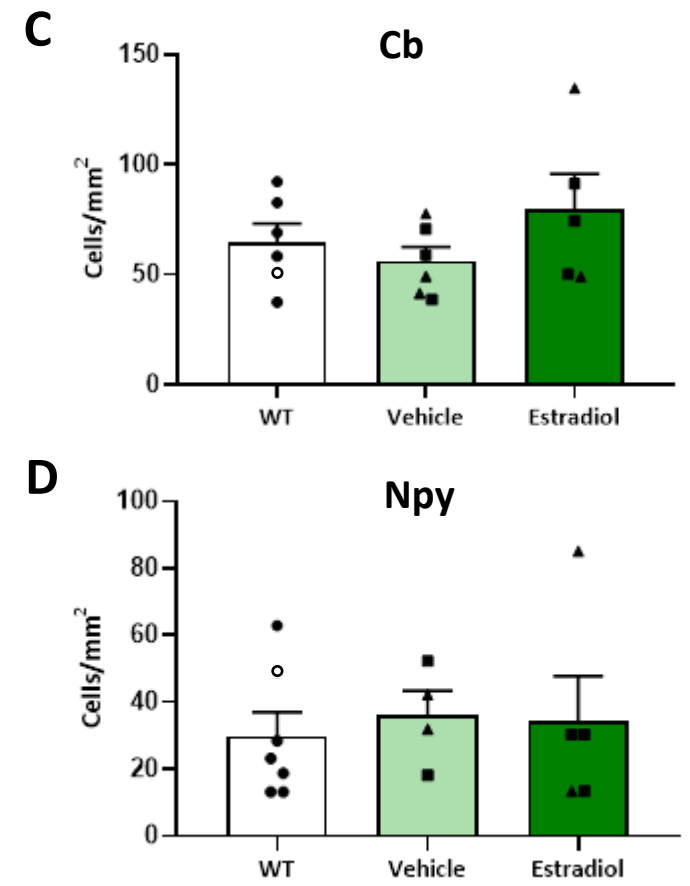 C
Cb
150
100
50
0
Cells/mm²
WT Vehicle Estradiol
D
Npy
100
80
60
40
20
0
Cells/mm²
WT Vehicle Estradiol